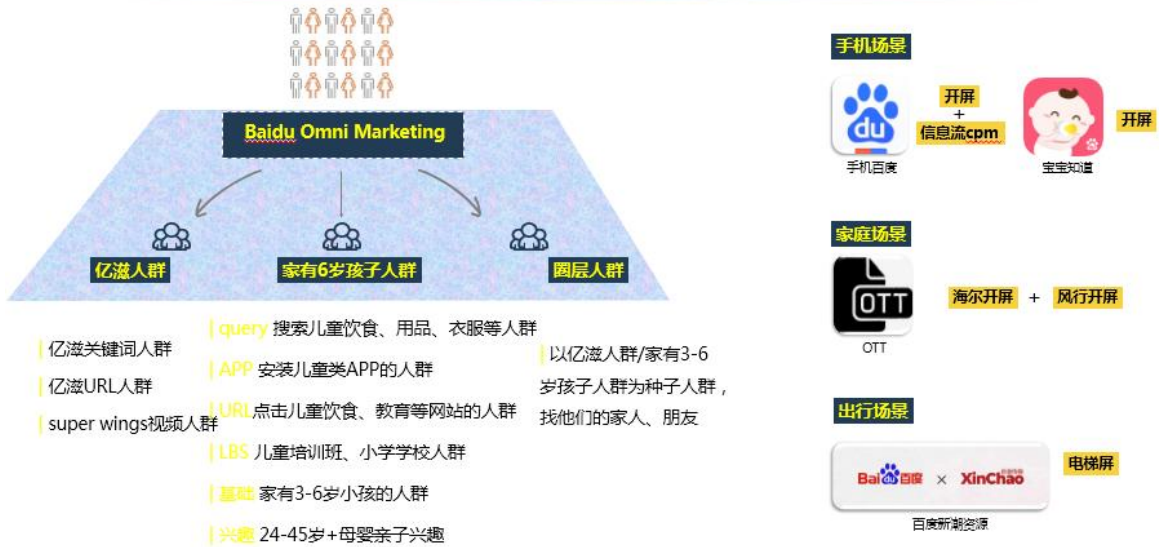 Baidu Omni Marketing
亿滋人群
家有6岁孩子人群
圈层人群
| 亿滋关键词人群
| 亿滋URL人群
| super wings视频人群
| query 搜索儿童饮食、用品、衣服等人群
| APP 安装儿童类APP的人群
| URL点击儿童饮食、教育等网站的人群
| LBS 儿童培训班、小学学校人群
| 基础 家有3-6岁小孩的人群
| 兴趣 24-45岁+母婴亲子兴趣
| 以亿滋人群/家有3-6
岁孩子人群为种子人群，
找他们的家人、朋友
手机场景
du
手机百度
开屏
+
信息流cpm
宝宝知道
开屏
家庭场景
OTT
OTT
海尔开屏 + 风行开屏
出行场景
Bai du 百度 × XinChao
电梯屏
百度新潮资源